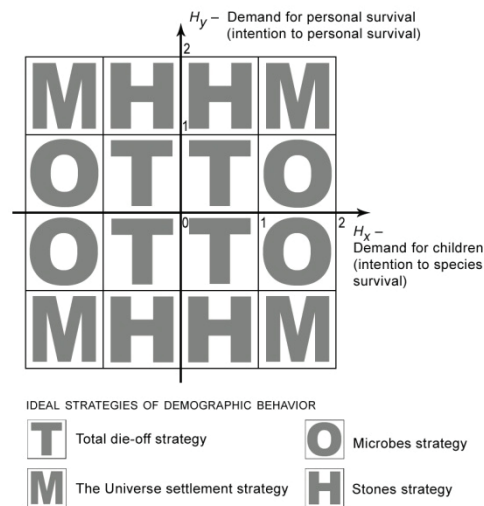 Hy – Demand for personal survival
(intention to personal survival)
2
M H H M
1
O T T O
0 1 2
Hx –
Demand for children
(intention to species
survival)
O T T O
M H H M
IDEAL STRATEGIES OF DEMOGRAPHIC BEHAVIOR
T Total die-off strategy
O Microbes strategy
M The Universe settlement strategy
H Stones strategy